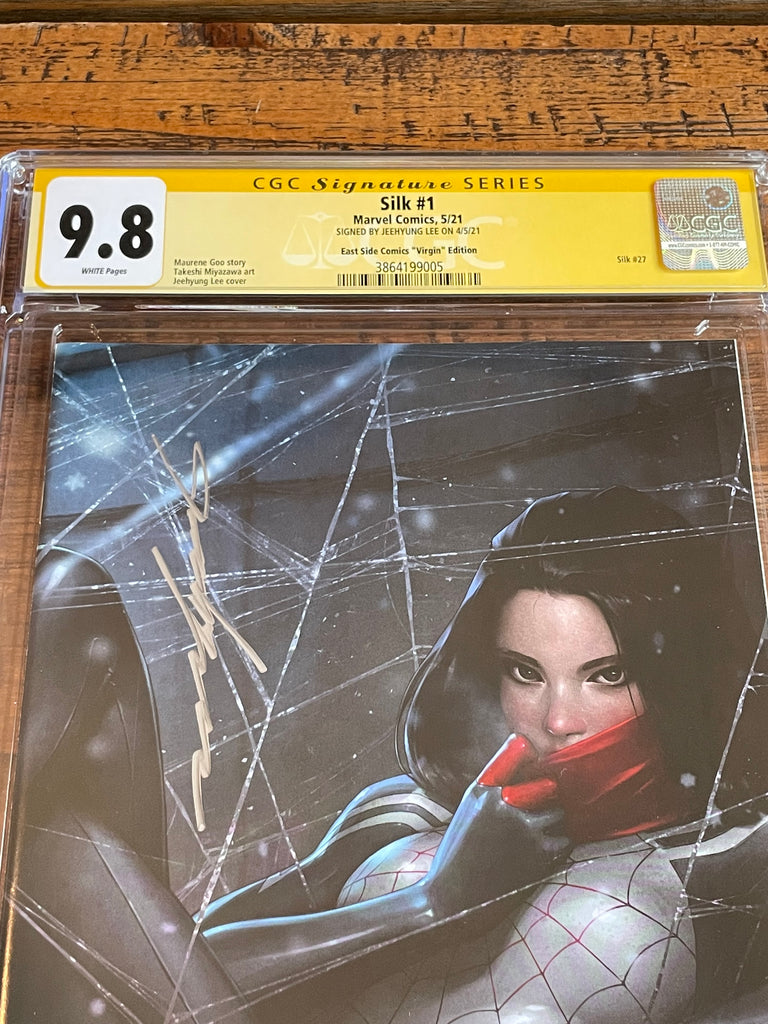 CGC Signature SERIES
9.8
WHITE Pages
Silk #1
Marvel Comics, 5/21
SIGNED BY JEEHYUNG LEE ON 4/5/21
East Side Comics "Virgin" Edition
3864199005
Maurene Goo story
Takeshi Miyazawa art
Jeehyung Lee cover
Silk #27
CGC